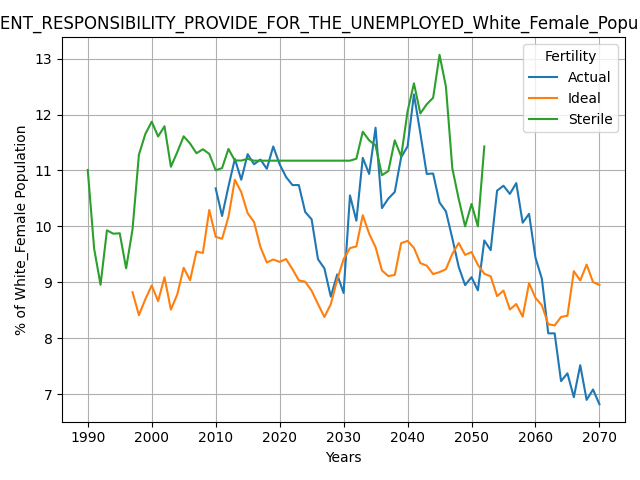 ENT_RESPONSIBILITY_PROVIDE_FOR_THE_UNEMPLOYED_White_Female_Popu
Fertility
Actual
Ideal
Sterile
% of White_Female Population
13
12
11
10
9
8
7
1990 2000 2010 2020 2030 2040 2050 2060 2070
Years